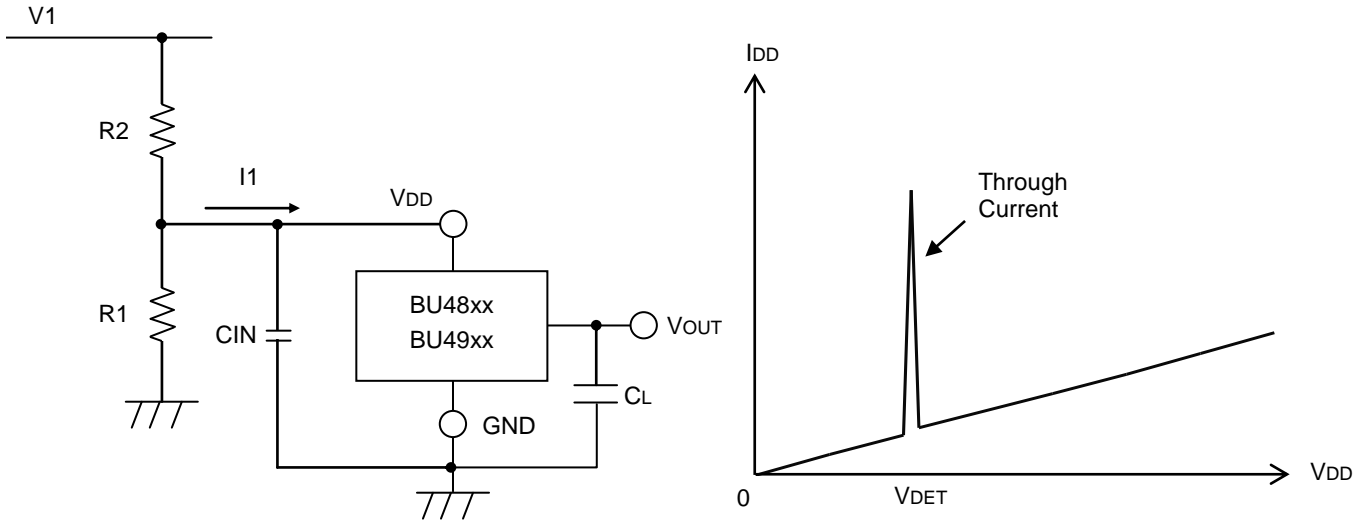 V1
R2
I1
VDD
R1
CIN
BU48xx
BU49xx
VOUT
CL
GND
IDD
Through
Current
0
VDET
VDD